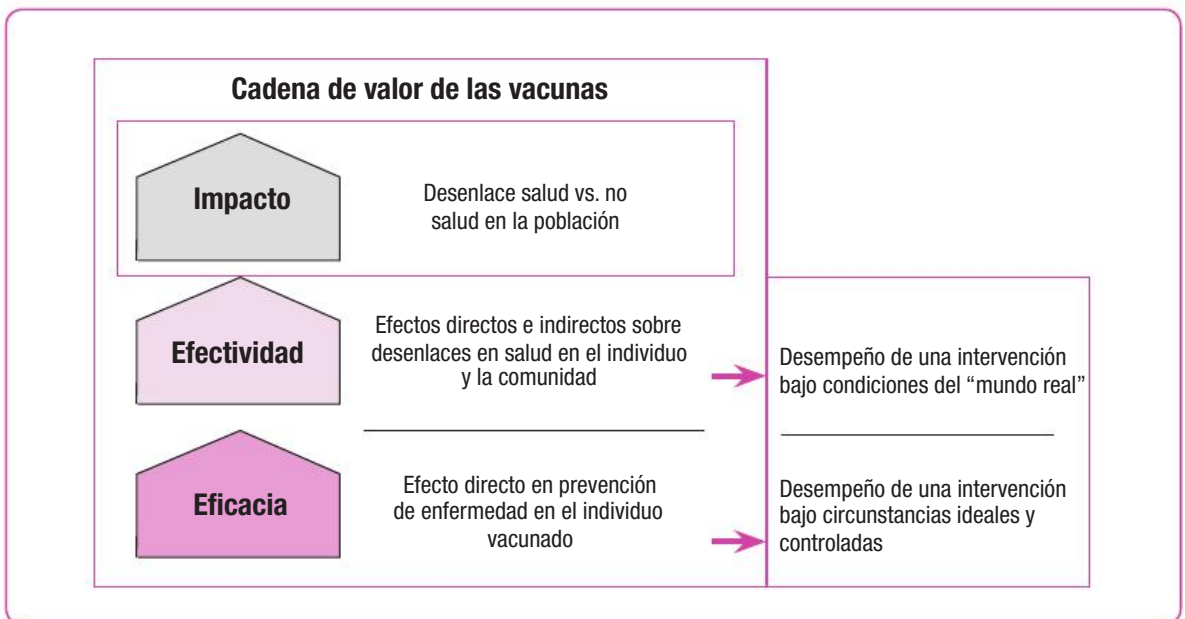 Cadena de valor de las vacunas
Impacto
Desenlace salud vs. no
salud en la población
Efectividad
Efectos directos e indirectos sobre
desenlaces en salud en el individuo
y la comunidad
Desempeño de una intervención
bajo condiciones del “mundo real”
Eficacia
Efecto directo en prevención
de enfermedad en el individuo
vacunado
Desempeño de una intervención
bajo circunstancias ideales y
controladas